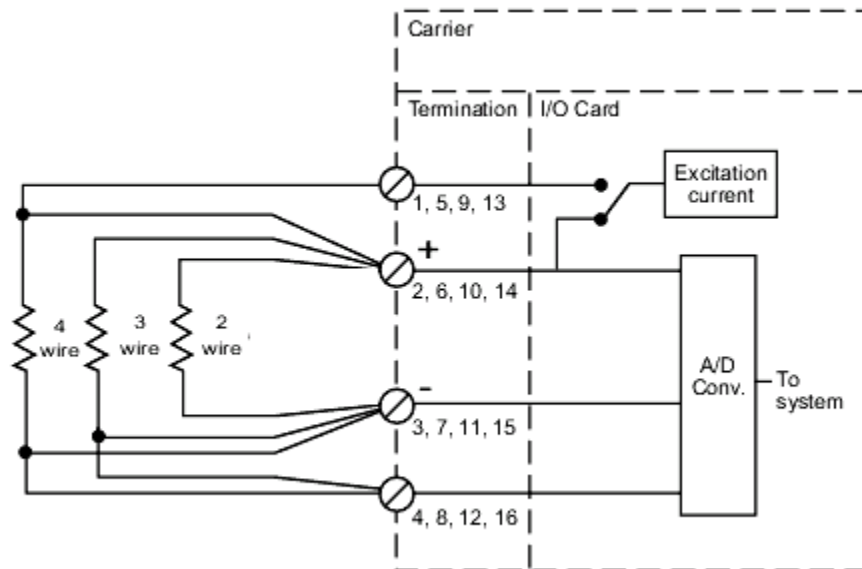 Carrier
Termination
I/O Card
Excitation
current
1, 5, 9, 13
+
2, 6, 10, 14
4
wire
3
wire
2
wire
A/D
Conv.
To
system
-
3, 7, 11, 15
4, 8, 12, 16